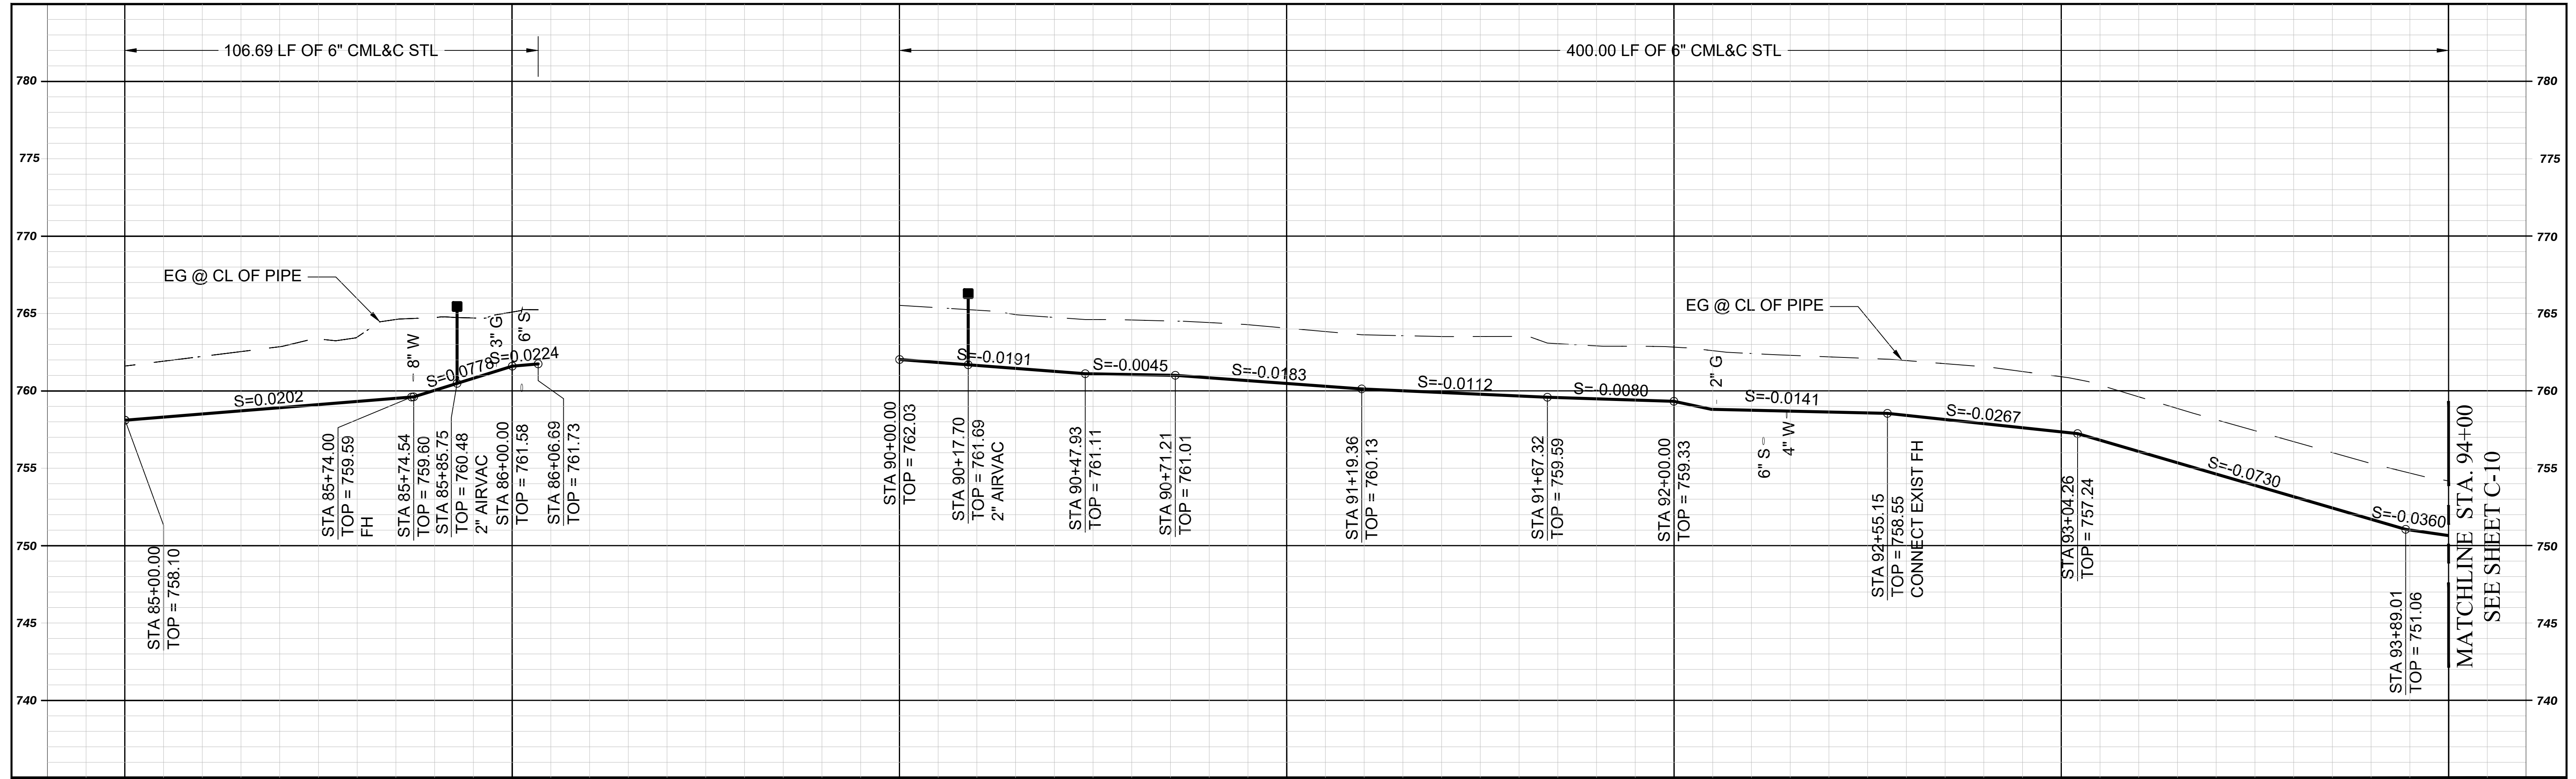 106.69 LF OF 6" CML&C STL
400.00 LF OF 6" CML&C STL
780
780
775
775
770
770
765
765
760
760
755
755
750
750
745
745
740
740
EG @ CL OF PIPE
EG @ CL OF PIPE
8" W
3" G
6" S
S=0.0202
S=0.0778
S=0.0224
STA 85+00.00
TOP = 758.10
STA 85+74.00
TOP = 759.59
FH
STA 85+74.54
TOP = 759.60
STA 85+85.75
TOP = 760.48
2" AIRVAC
STA 86+00.00
TOP = 761.58
STA 86+06.69
TOP = 761.73
S=-0.0191
S=-0.0045
S=-0.0183
S=-0.0112
S=-0.0080
2" G
S=-0.0141
6" S
4" W
S=-0.0267
S=-0.0730
S=-0.0360
STA 90+00.00
TOP = 762.03
STA 90+17.70
TOP = 761.69
2" AIRVAC
STA 90+47.93
TOP = 761.11
STA 90+71.21
TOP = 761.01
STA 91+19.36
TOP = 760.13
STA 91+67.32
TOP = 759.59
STA 92+00.00
TOP = 759.33
STA 92+55.15
TOP = 758.55
CONNECT EXIST FH
STA 93+04.26
TOP = 757.24
STA 93+89.01
TOP = 751.06
MATCHLINE STA. 94+00
SEE SHEET C-10